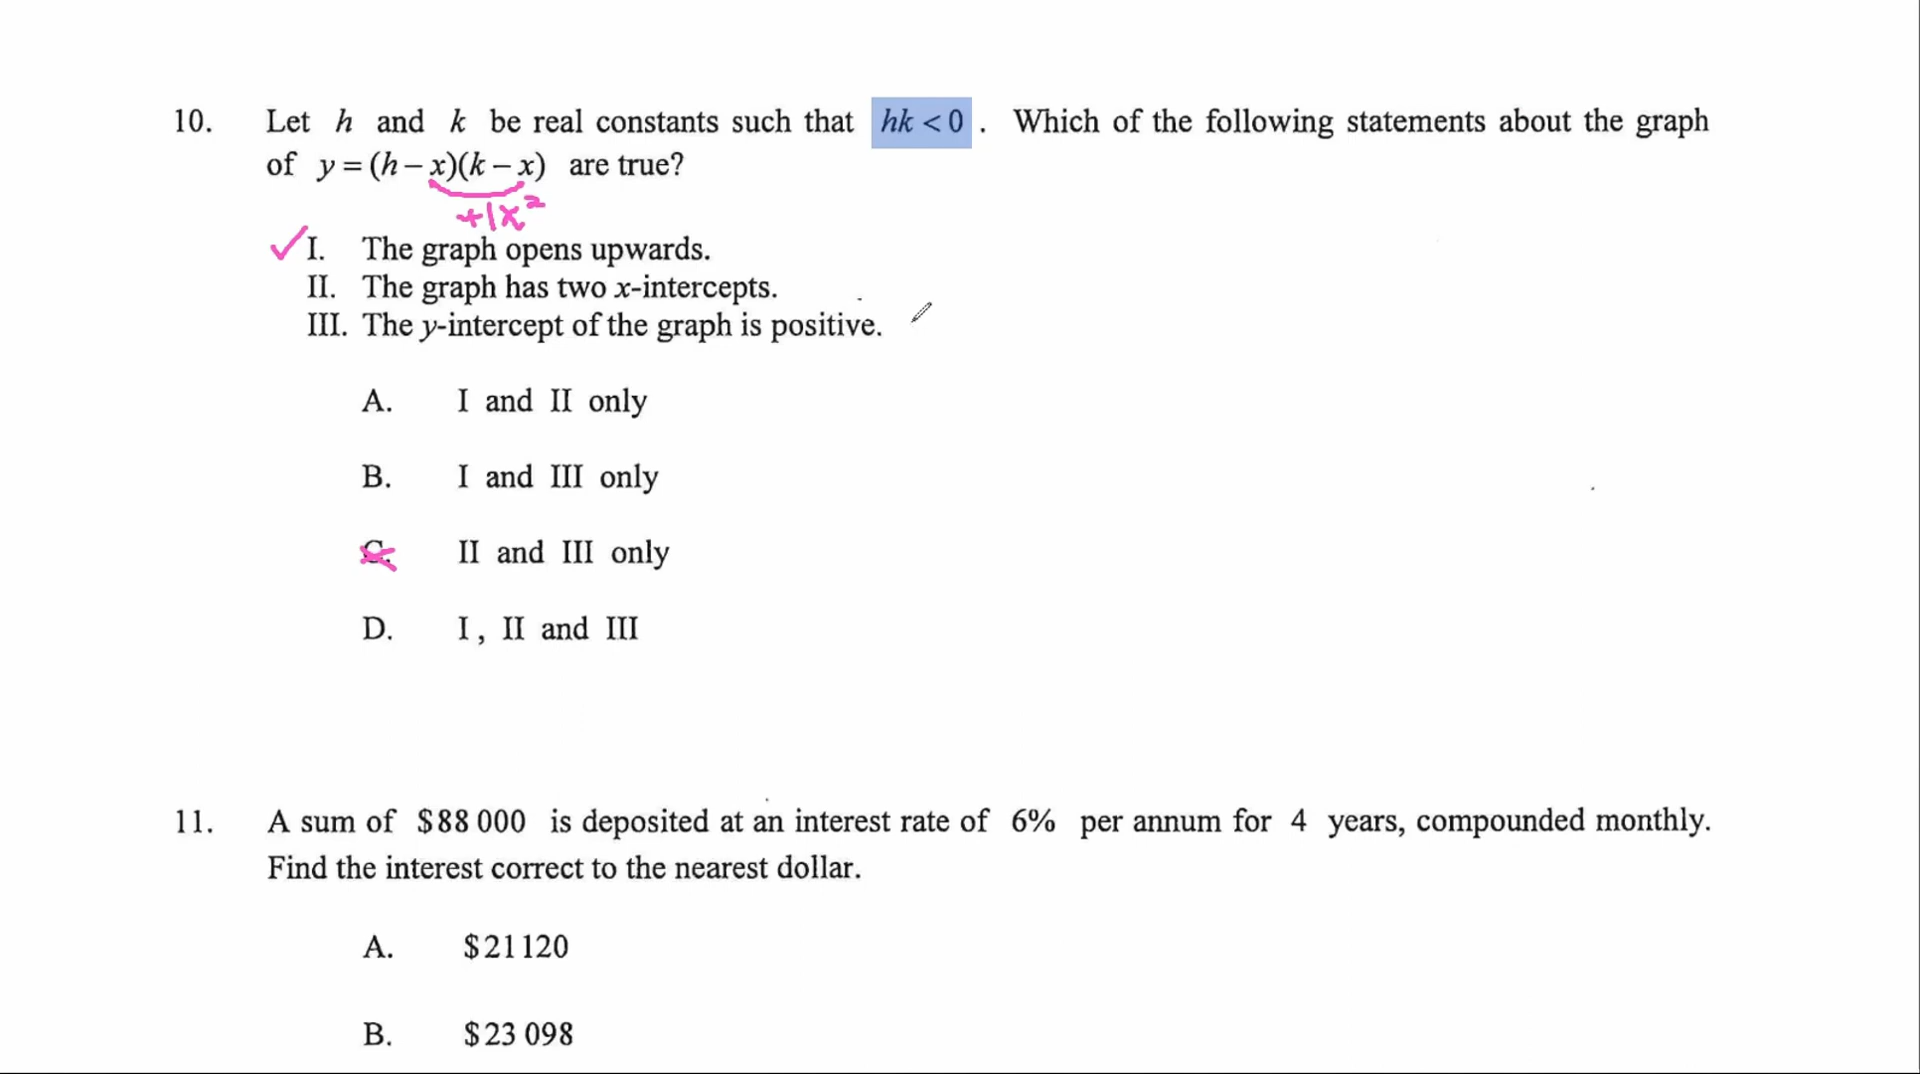 10. Let h and k be real constants such that hk < 0 . Which of the following statements about the graph
of y = (h – x)(k – x) are true?
+1x²
✓ I. The graph opens upwards.
II. The graph has two x-intercepts.
III. The y-intercept of the graph is positive.
A. I and II only
B. I and III only
C. II and III only
D. I , II and III
11. A sum of $88 000 is deposited at an interest rate of 6% per annum for 4 years, compounded monthly.
Find the interest correct to the nearest dollar.
A. $21 120
B. $23 098